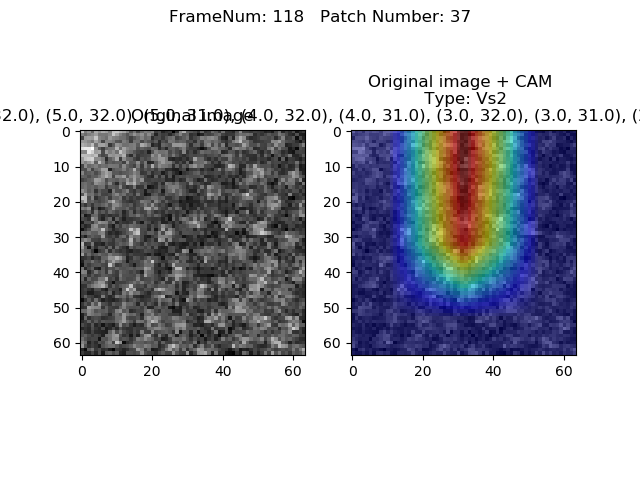 FrameNum: 118   Patch Number: 37
Original image + CAM
Type: Vs2
32.0), (5.0, 32.0), (5.0, 31.0), (4.0, 32.0), (4.0, 31.0), (3.0, 32.0), (3.0, 31.0), (
Original image
0
10
20
30
40
50
60
0 20 40 60
0
10
20
30
40
50
60
0 20 40 60